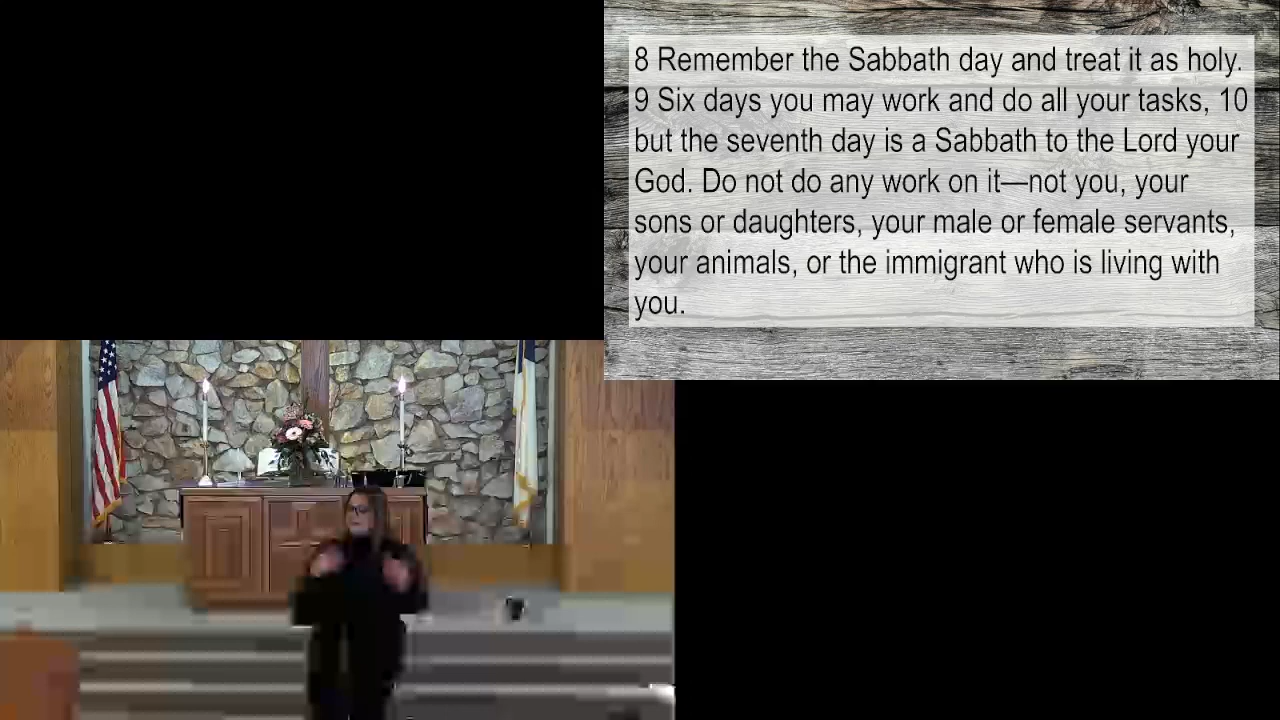 8 Remember the Sabbath day and treat it as holy.
9 Six days you may work and do all your tasks, 10
but the seventh day is a Sabbath to the Lord your
God. Do not do any work on it—not you, your
sons or daughters, your male or female servants,
your animals, or the immigrant who is living with
you.